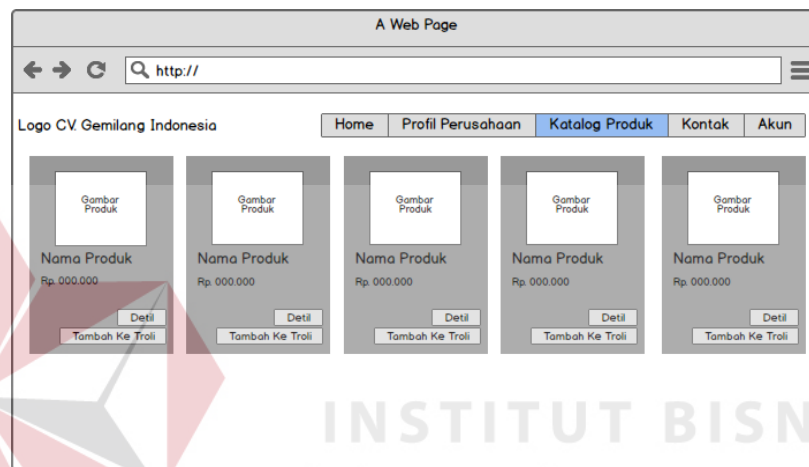 A Web Page
http://
Logo CV. Gemilang Indonesia
Home Profil Perusahaan Katalog Produk Kontak Akun
Gambar Gambar Gambar Gambar Gambar
Produk Produk Produk Produk Produk
Nama Produk Nama Produk Nama Produk Nama Produk Nama Produk
Rp. 000.000 Rp. 000.000 Rp. 000.000 Rp. 000.000 Rp. 000.000
Detil Detil Detil Detil Detil
Tambah Ke Troli Tambah Ke Troli Tambah Ke Troli Tambah Ke Troli Tambah Ke Troli
INSTITUT BISN